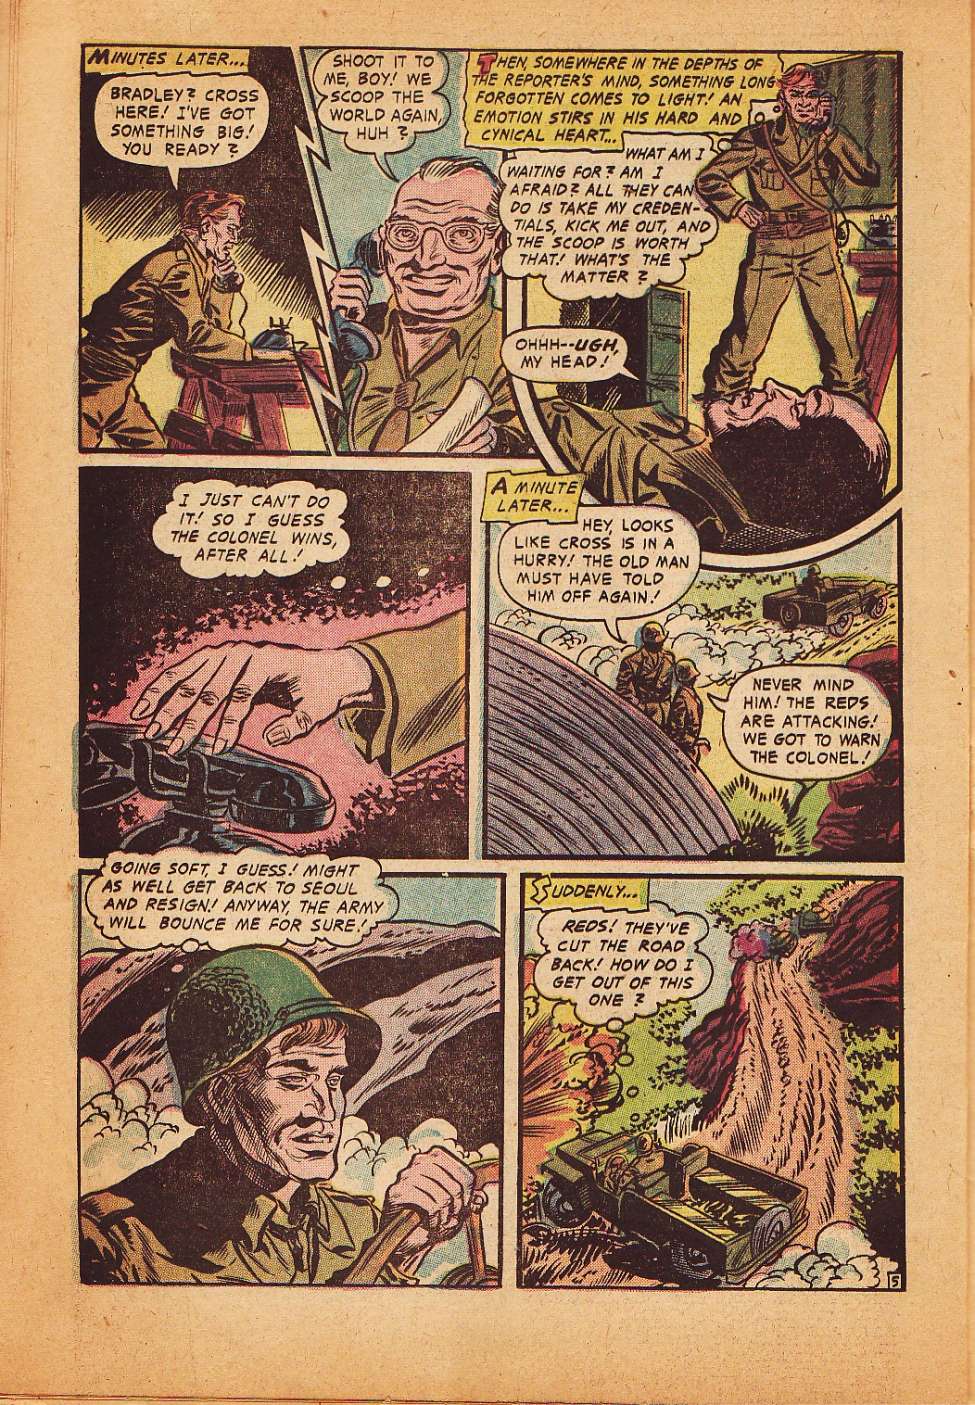 MINUTES LATER...
BRADLEY? CROSS
HERE! I'VE GOT
SOMETHING BIG!
YOU READY?
SHOOT IT TO
ME, BOY! WE
SCOOP THE
WORLD AGAIN,
HUH?
THEN, SOMEWHERE IN THE DEPTHS OF
THE REPORTER'S MIND, SOMETHING LONG
FORGOTTEN COMES TO LIGHT! AN
EMOTION STIRS IN HIS HARD AND
CYNICAL HEART...
WHAT AM I
WAITING FOR? AM I
AFRAID? ALL THEY CAN
DO IS TAKE MY CREDEN-
TIALS, KICK ME OUT, AND
THE SCOOP IS WORTH
THAT! WHAT'S THE
MATTER?
OHHH--UGH,
MY HEAD!
I JUST CAN'T DO
IT! SO I GUESS
THE COLONEL WINS,
AFTER ALL!
A MINUTE
LATER...
HEY, LOOKS
LIKE CROSS IS IN A
HURRY! THE OLD MAN
MUST HAVE TOLD
HIM OFF AGAIN!
NEVER MIND
HIM! THE REDS
ARE ATTACKING!
WE GOT TO WARN
THE COLONEL!
GOING SOFT, I GUESS! MIGHT
AS WELL GET BACK TO SEOUL
AND RESIGN! ANYWAY, THE ARMY
WILL BOUNCE ME FOR SURE!
SUDDENLY...
REDS! THEY'VE
CUT THE ROAD
BACK! HOW DO I
GET OUT OF THIS
ONE?
5